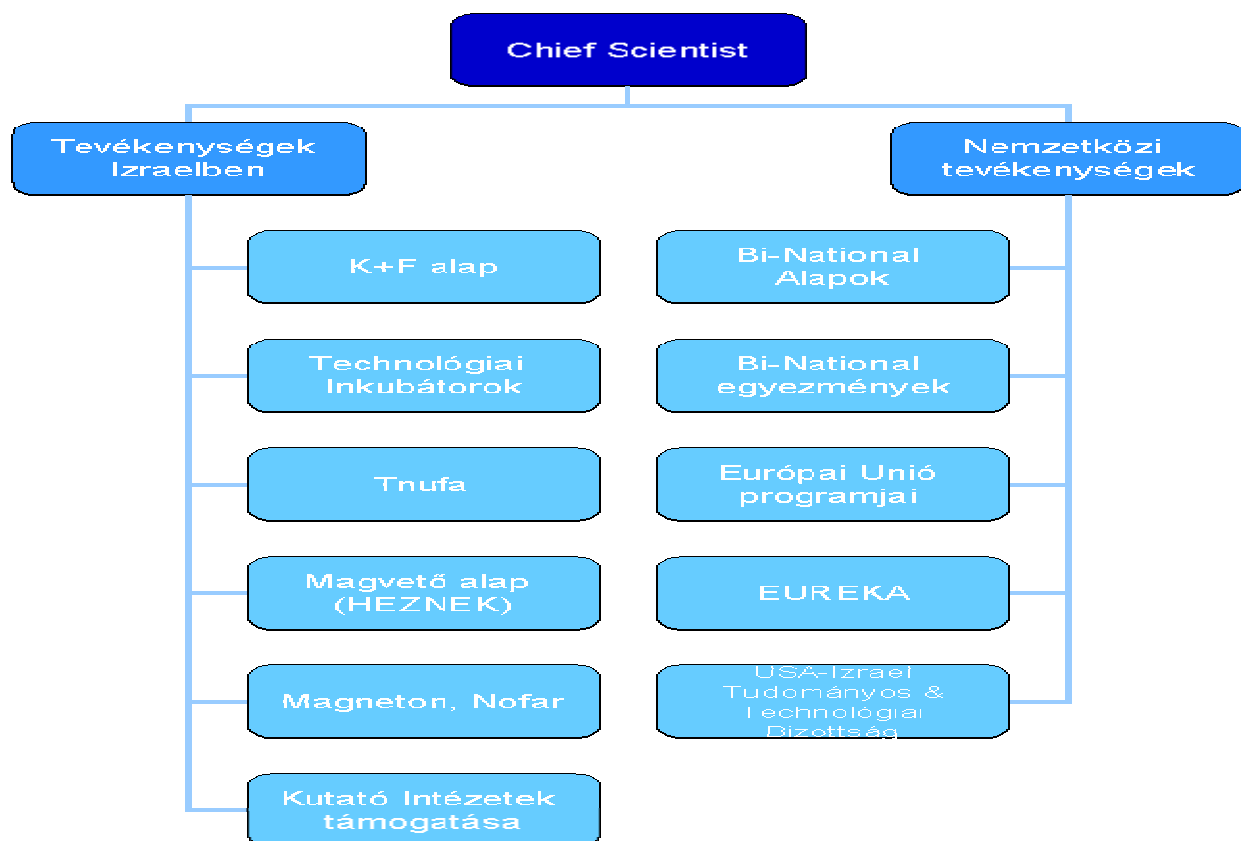 Chief Scientist
Tevékenységek
Izraelben
Nemzetközi
tevékenységek
K+F alap
Technológiai
Inkubátorok
Tnufa
Magvető alap
(HEZNEK)
Magneton, Nofar
Kutató Intézetek
támogatása
Bi-National
Alapok
Bi-National
egyezmények
Európai Unió
programjai
EUREKA
USA-Izrael
Tudományos &
Technológiai
Bizottság